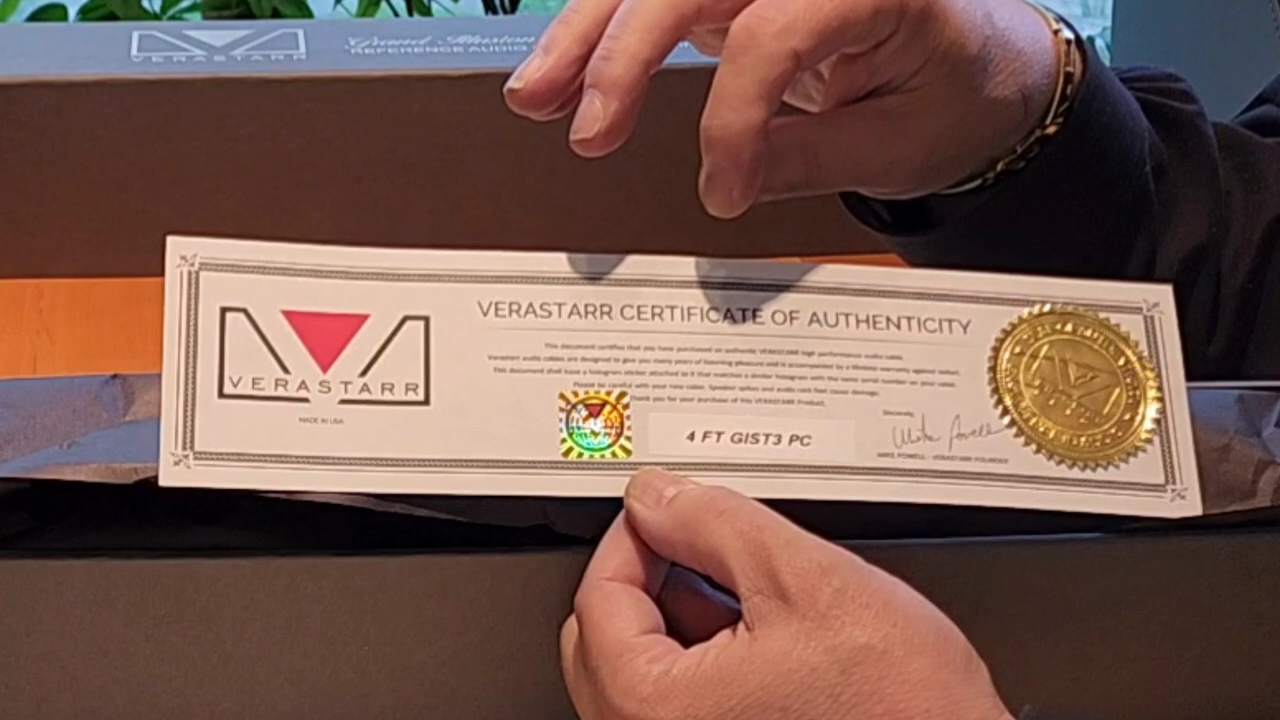 VERASTARR
Grand Illusion
REFERENCE AUDIO
VERASTARR CERTIFICATE OF AUTHENTICITY
This document certifies that you have purchased an authentic VERASTARR high performance audio cable.
Verastarr audio cables are designed to give you many years of listening pleasure and is accompanied by a lifetime warranty against defect.
This document shall have a hologram sticker attached to it that matches a similar hologram with the same serial number on your cable.
Please be careful with your new cable. Speaker spikes and audio rack feet cause damage.
Thank you for your purchase of this VERASTARR Product.
VERASTARR
MADE IN USA
4 FT GIST3 PC
Sincerely,
Mike Powell
MIKE POWELL - VERASTARR FOUNDER